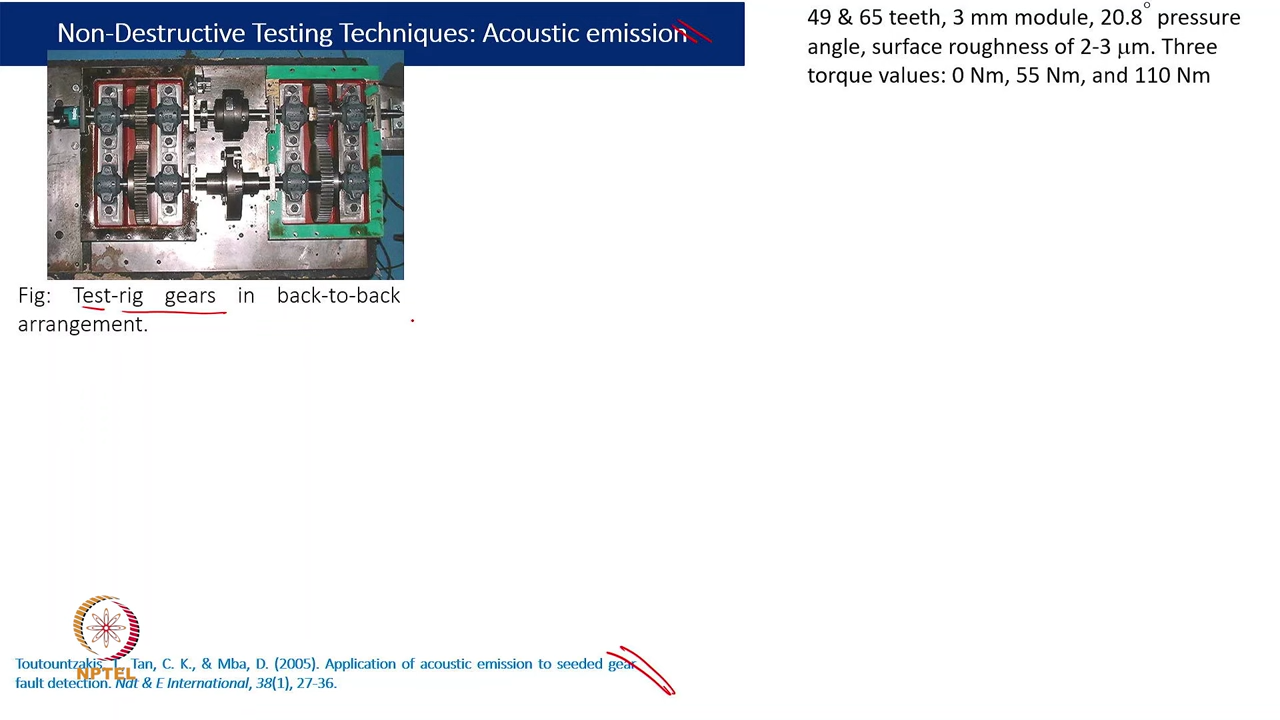 Non-Destructive Testing Techniques: Acoustic emission
49 & 65 teeth, 3 mm module, 20.8° pressure
angle, surface roughness of 2-3 μm. Three
torque values: 0 Nm, 55 Nm, and 110 Nm
Fig: Test-rig gears in back-to-back
arrangement.
Toutountzakis, T., Tan, C. K., & Mba, D. (2005). Application of acoustic emission to seeded gear
fault detection. Ndt & E International, 38(1), 27-36.
NPTEL